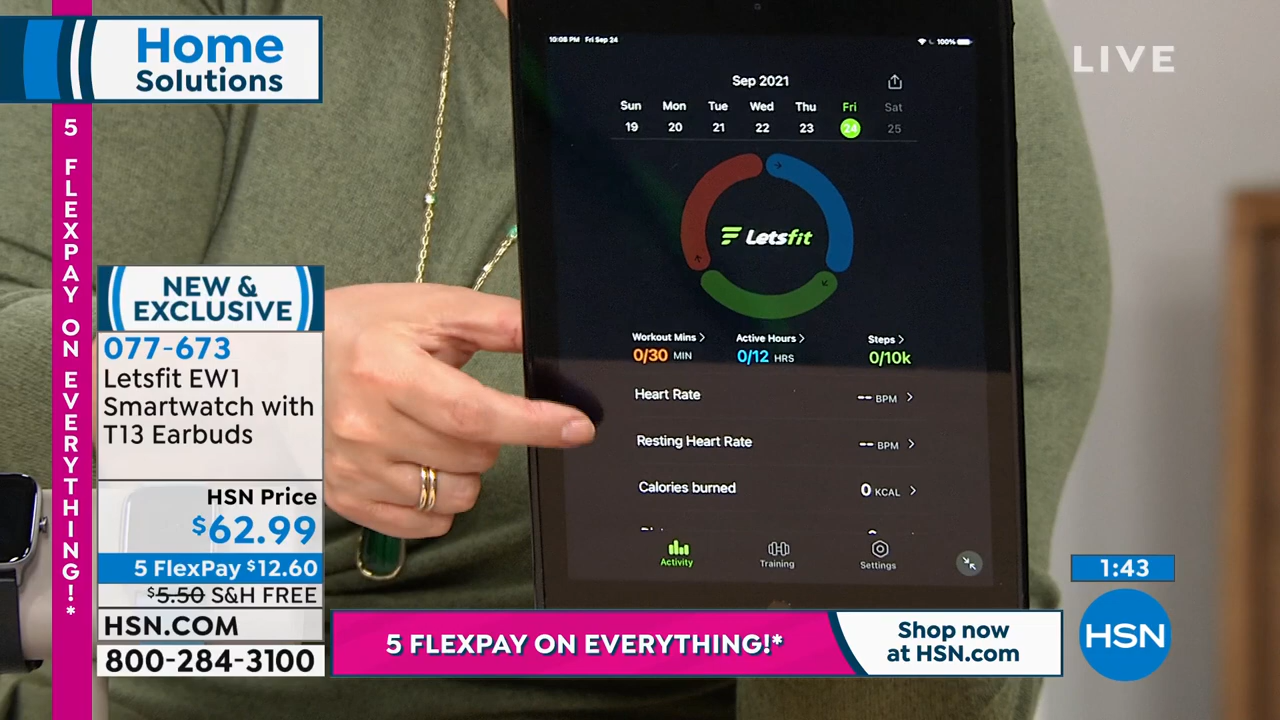 Home
Solutions
5 FLEXPAY ON EVERYTHING!*
NEW &
EXCLUSIVE
077-673
Letsfit EW1
Smartwatch with
T13 Earbuds
HSN Price
$62.99
5 FlexPay $12.60
$5.50 S&H FREE
HSN.COM
800-284-3100
10:08 PM Fri Sep 24
100%
Sep 2021
Sun Mon Tue Wed Thu Fri Sat
19 20 21 22 23 24 25
Letsfit
Workout Mins > Active Hours > Steps >
0/30 MIN 0/12 HRS 0/10k
Heart Rate -- BPM >
Resting Heart Rate -- BPM >
Calories burned 0 KCAL >
Activity Training Settings
LIVE
1:43
HSN
5 FLEXPAY ON EVERYTHING!*
Shop now
at HSN.com